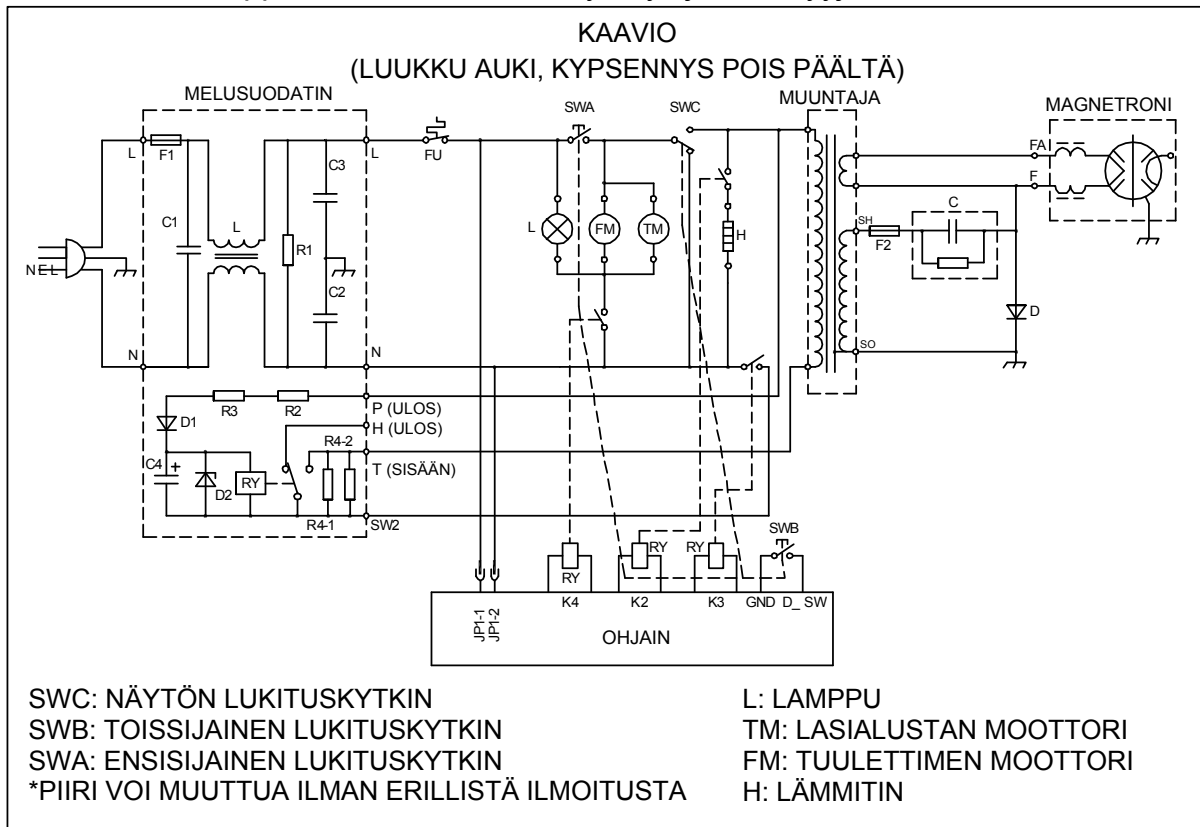 KAAVIO
(LUUKKU AUKI, KYPSENNYS POIS PÄÄLTÄ)
MELUSUODATIN
SWA
SWC
MUUNTAJA
MAGNETRONI
L
F1
L
FU
FA
F
C3
C1
L
R1
C2
L
FM
TM
H
SH
F2
C
D
SO
N E L
N
N
P (ULOS)
H (ULOS)
T (SISÄÄN)
SW2
D1
R3
R2
C4
+
D2
RY
R4-2
R4-1
SWB
RY
RY
RY
JP1-1
JP1-2
K4
K2
K3
GND
D_ SW
OHJAIN
SWC: NÄYTÖN LUKITUSKYTKIN
SWB: TOISSIJAINEN LUKITUSKYTKIN
SWA: ENSISIJAINEN LUKITUSKYTKIN
*PIIRI VOI MUUTTUA ILMAN ERILLISTÄ ILMOITUSTA
L: LAMPPU
TM: LASIALUSTAN MOOTTORI
FM: TUULETTIMEN MOOTTORI
H: LÄMMITIN